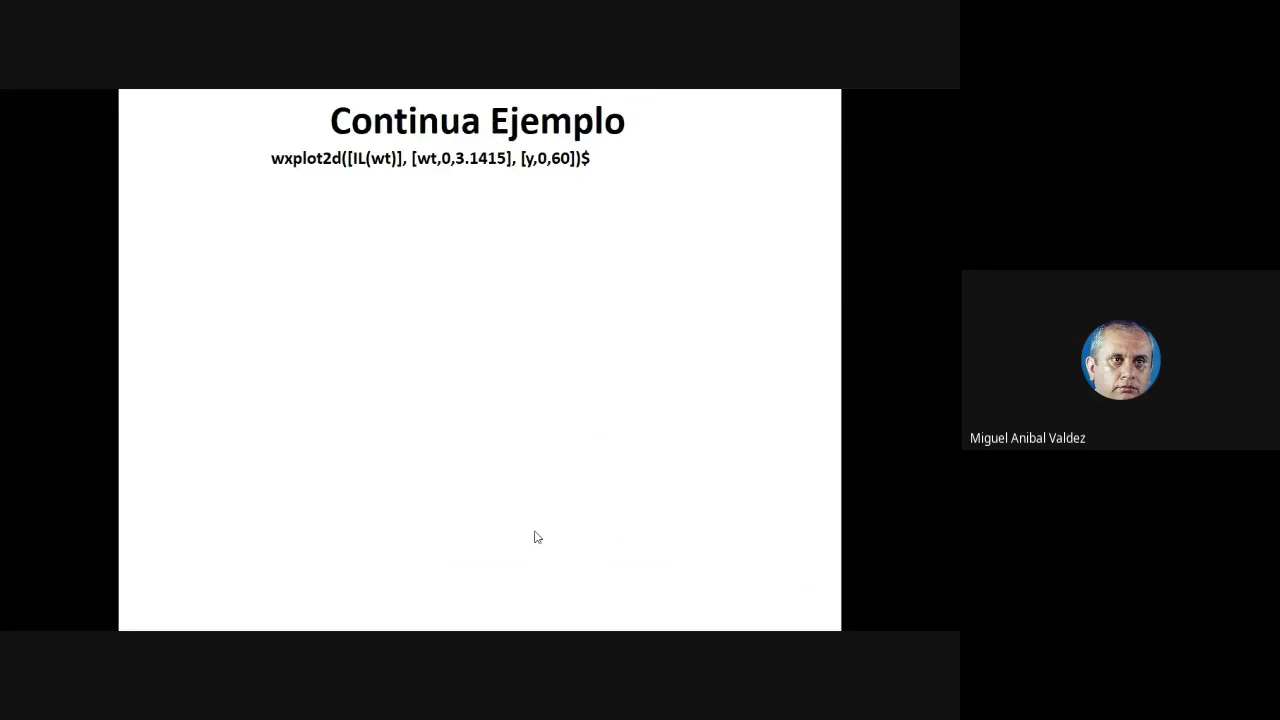 Continua Ejemplo
wxplot2d([IL(wt)], [wt,0,3.1415], [y,0,60])$
Miguel Anibal Valdez